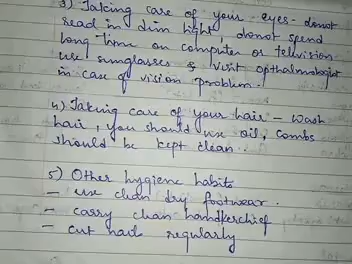 3) Taking care of your eyes - donot
read in dim light, donot spend
long time on computer or television
use sunglasses & visit opthalmologist
in case of vision problem.
4) Taking care of your hair - wash
hair, you should use oil, combs
should be kept clean..
5) Other hygiene habits
- use clean dry footwear.
- carry clean handkerchief
- cut nails regularly